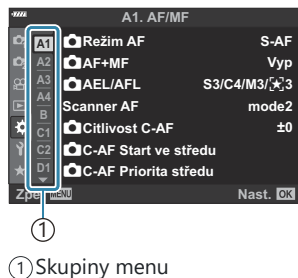 A1. AF/MF
A1 Režim AF S-AF
A2 AF+MF Vyp
A3 AEL/AFL S3/C4/M3/3
A4 Scanner AF mode2
B
C1 Citlivost C-AF ±0
C2 C-AF Start ve středu
D1 C-AF Priorita středu
Zpět MENU Nast. OK
1
1 Skupiny menu